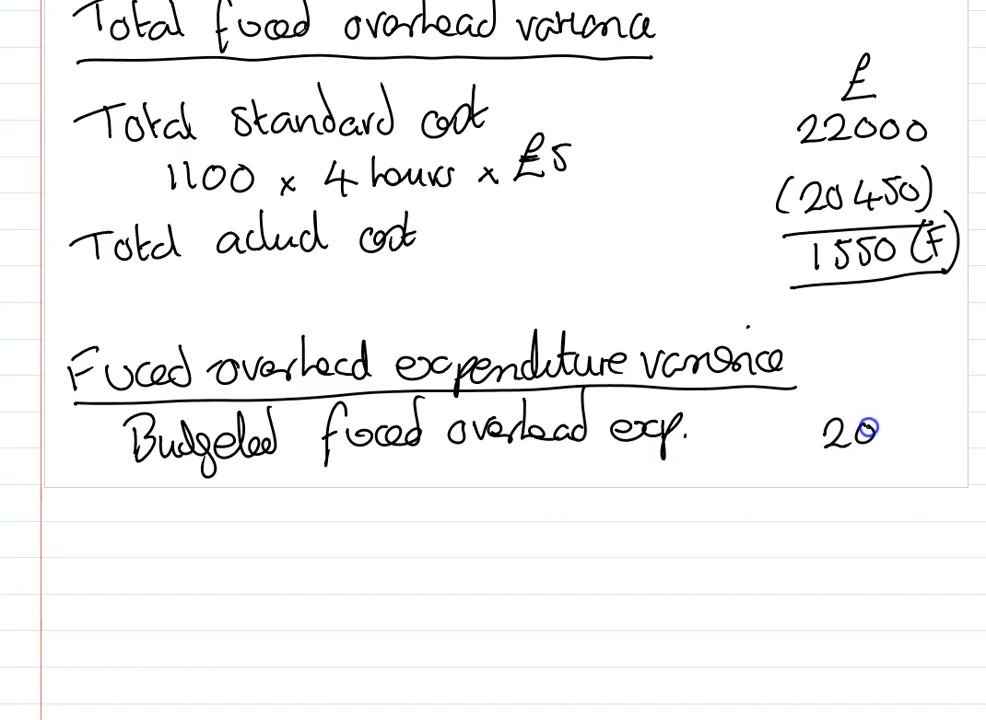 Total fixed overhead variance
£
Total standard cost 22000
1100 x 4 hours x £5
(20450)
Total actual cost
1550 (F)
Fixed overhead expenditure variance
Budgeted fixed overhead exp. 20